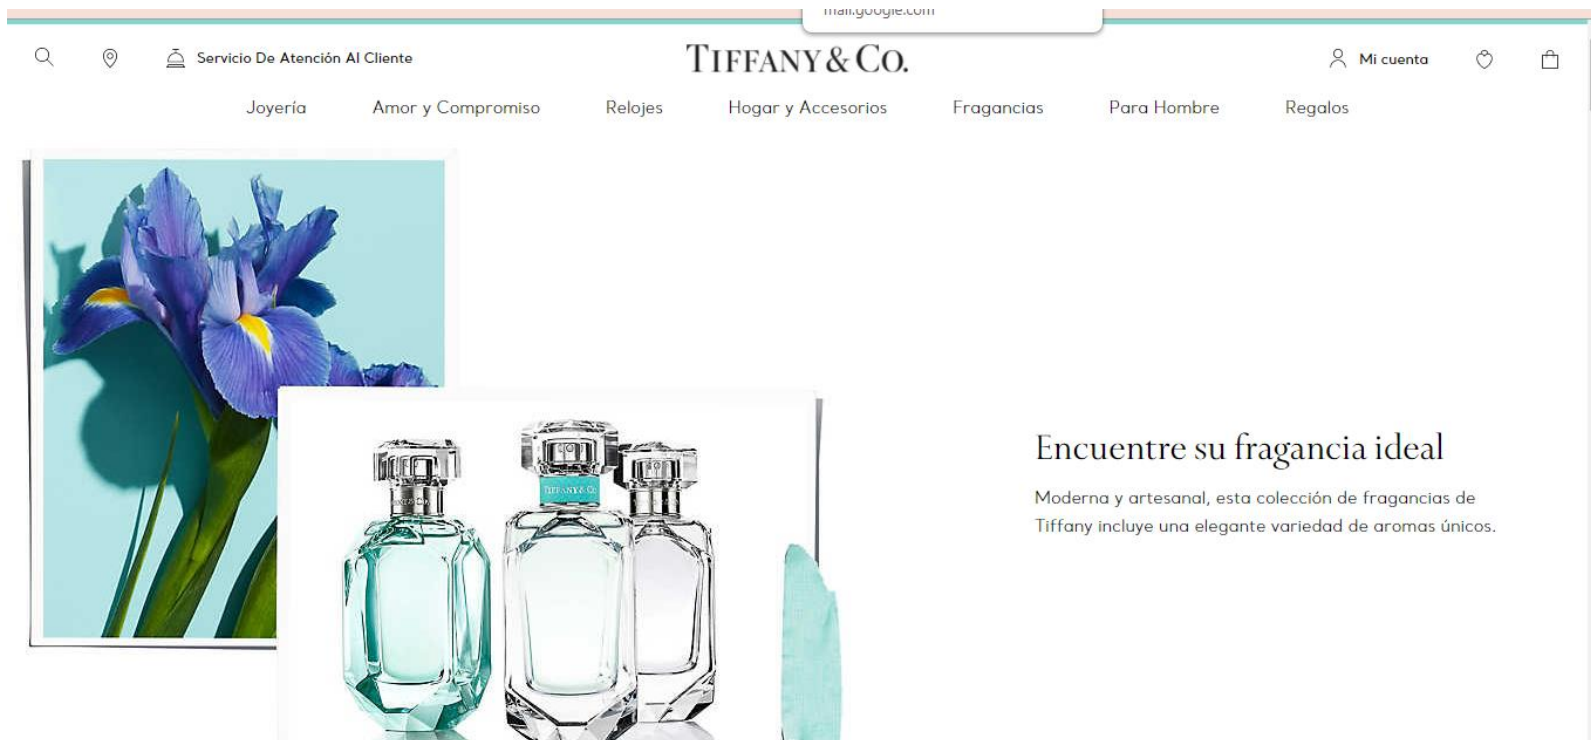 mail.google.com
Servicio De Atención Al Cliente
TIFFANY & CO.
Mi cuenta
Joyería
Amor y Compromiso
Relojes
Hogar y Accesorios
Fragancias
Para Hombre
Regalos
TIFFANY & CO.
Encuentre su fragancia ideal
Moderna y artesanal, esta colección de fragancias de
Tiffany incluye una elegante variedad de aromas únicos.